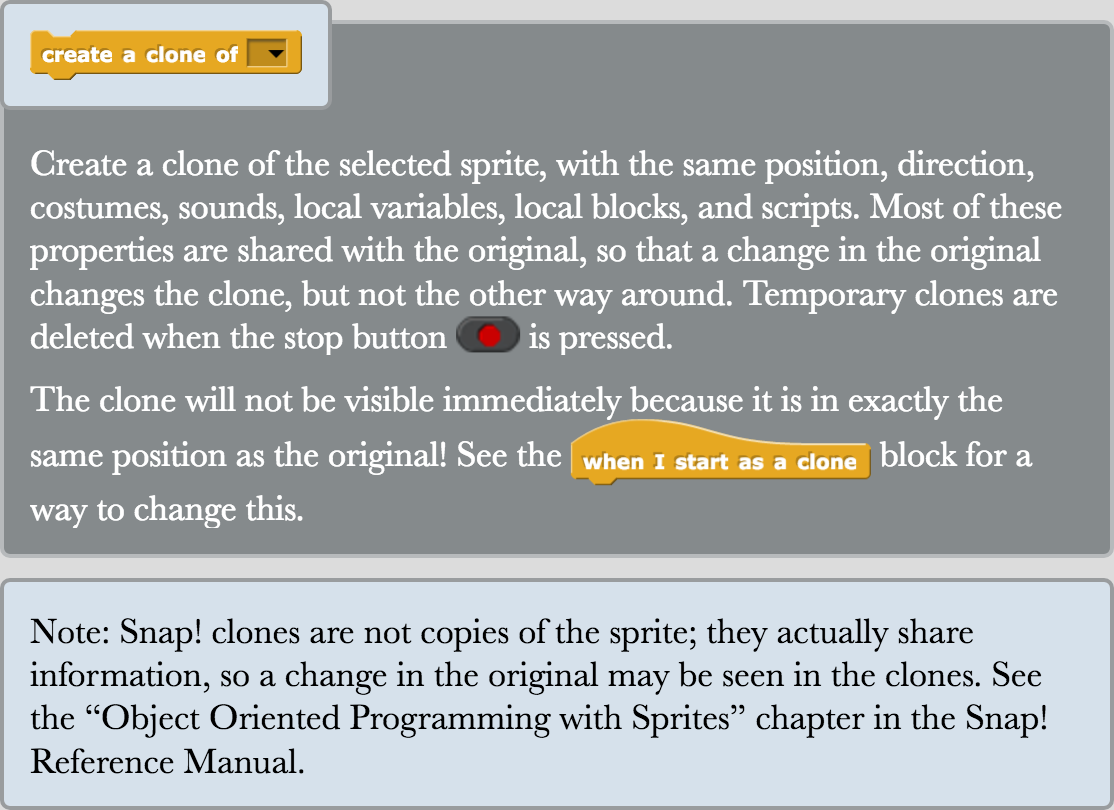 create a clone of
Create a clone of the selected sprite, with the same position, direction,
costumes, sounds, local variables, local blocks, and scripts. Most of these
properties are shared with the original, so that a change in the original
changes the clone, but not the other way around. Temporary clones are
deleted when the stop button is pressed.
The clone will not be visible immediately because it is in exactly the
same position as the original! See the when I start as a clone block for a
way to change this.
Note: Snap! clones are not copies of the sprite; they actually share
information, so a change in the original may be seen in the clones. See
the “Object Oriented Programming with Sprites” chapter in the Snap!
Reference Manual.